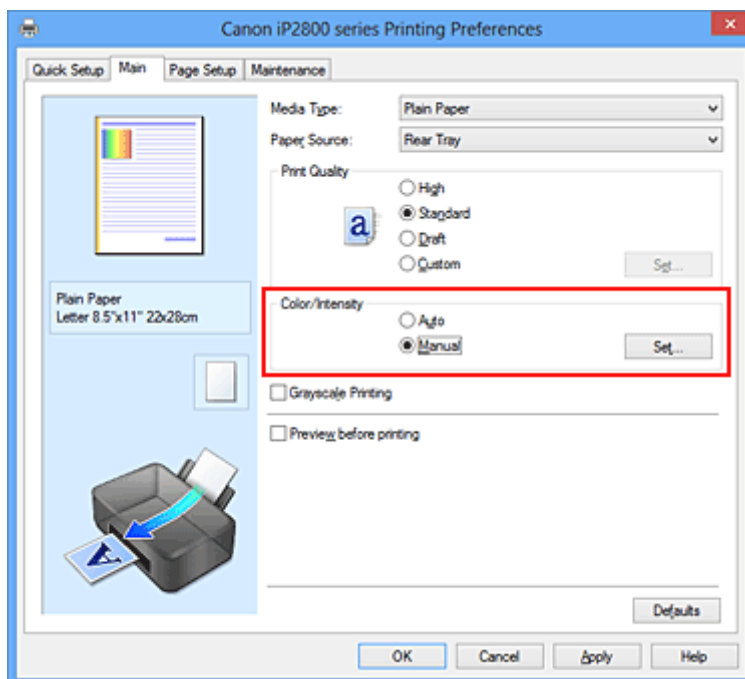 Canon iP2800 series Printing Preferences
Quick Setup Main Page Setup Maintenance
Media Type: Plain Paper
Paper Source: Rear Tray
Print Quality
High
a Standard
Draft
Custom Set...
Plain Paper
Letter 8.5"x11" 22x28cm
Color/Intensity
Auto
Manual Set...
Grayscale Printing
Preview before printing
A
Defaults
OK Cancel Apply Help